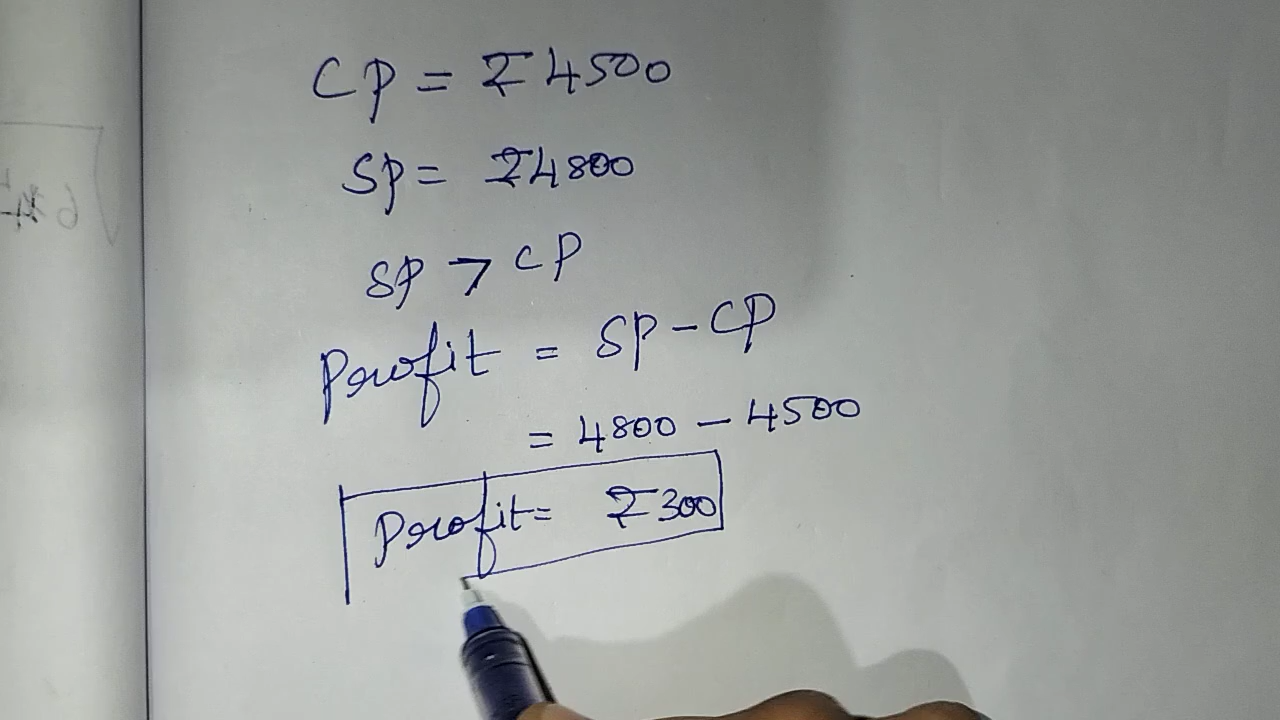 CP = ₹4500
SP = ₹4800
SP > CP
Profit = SP - CP
= 4800 - 4500
Profit = ₹300